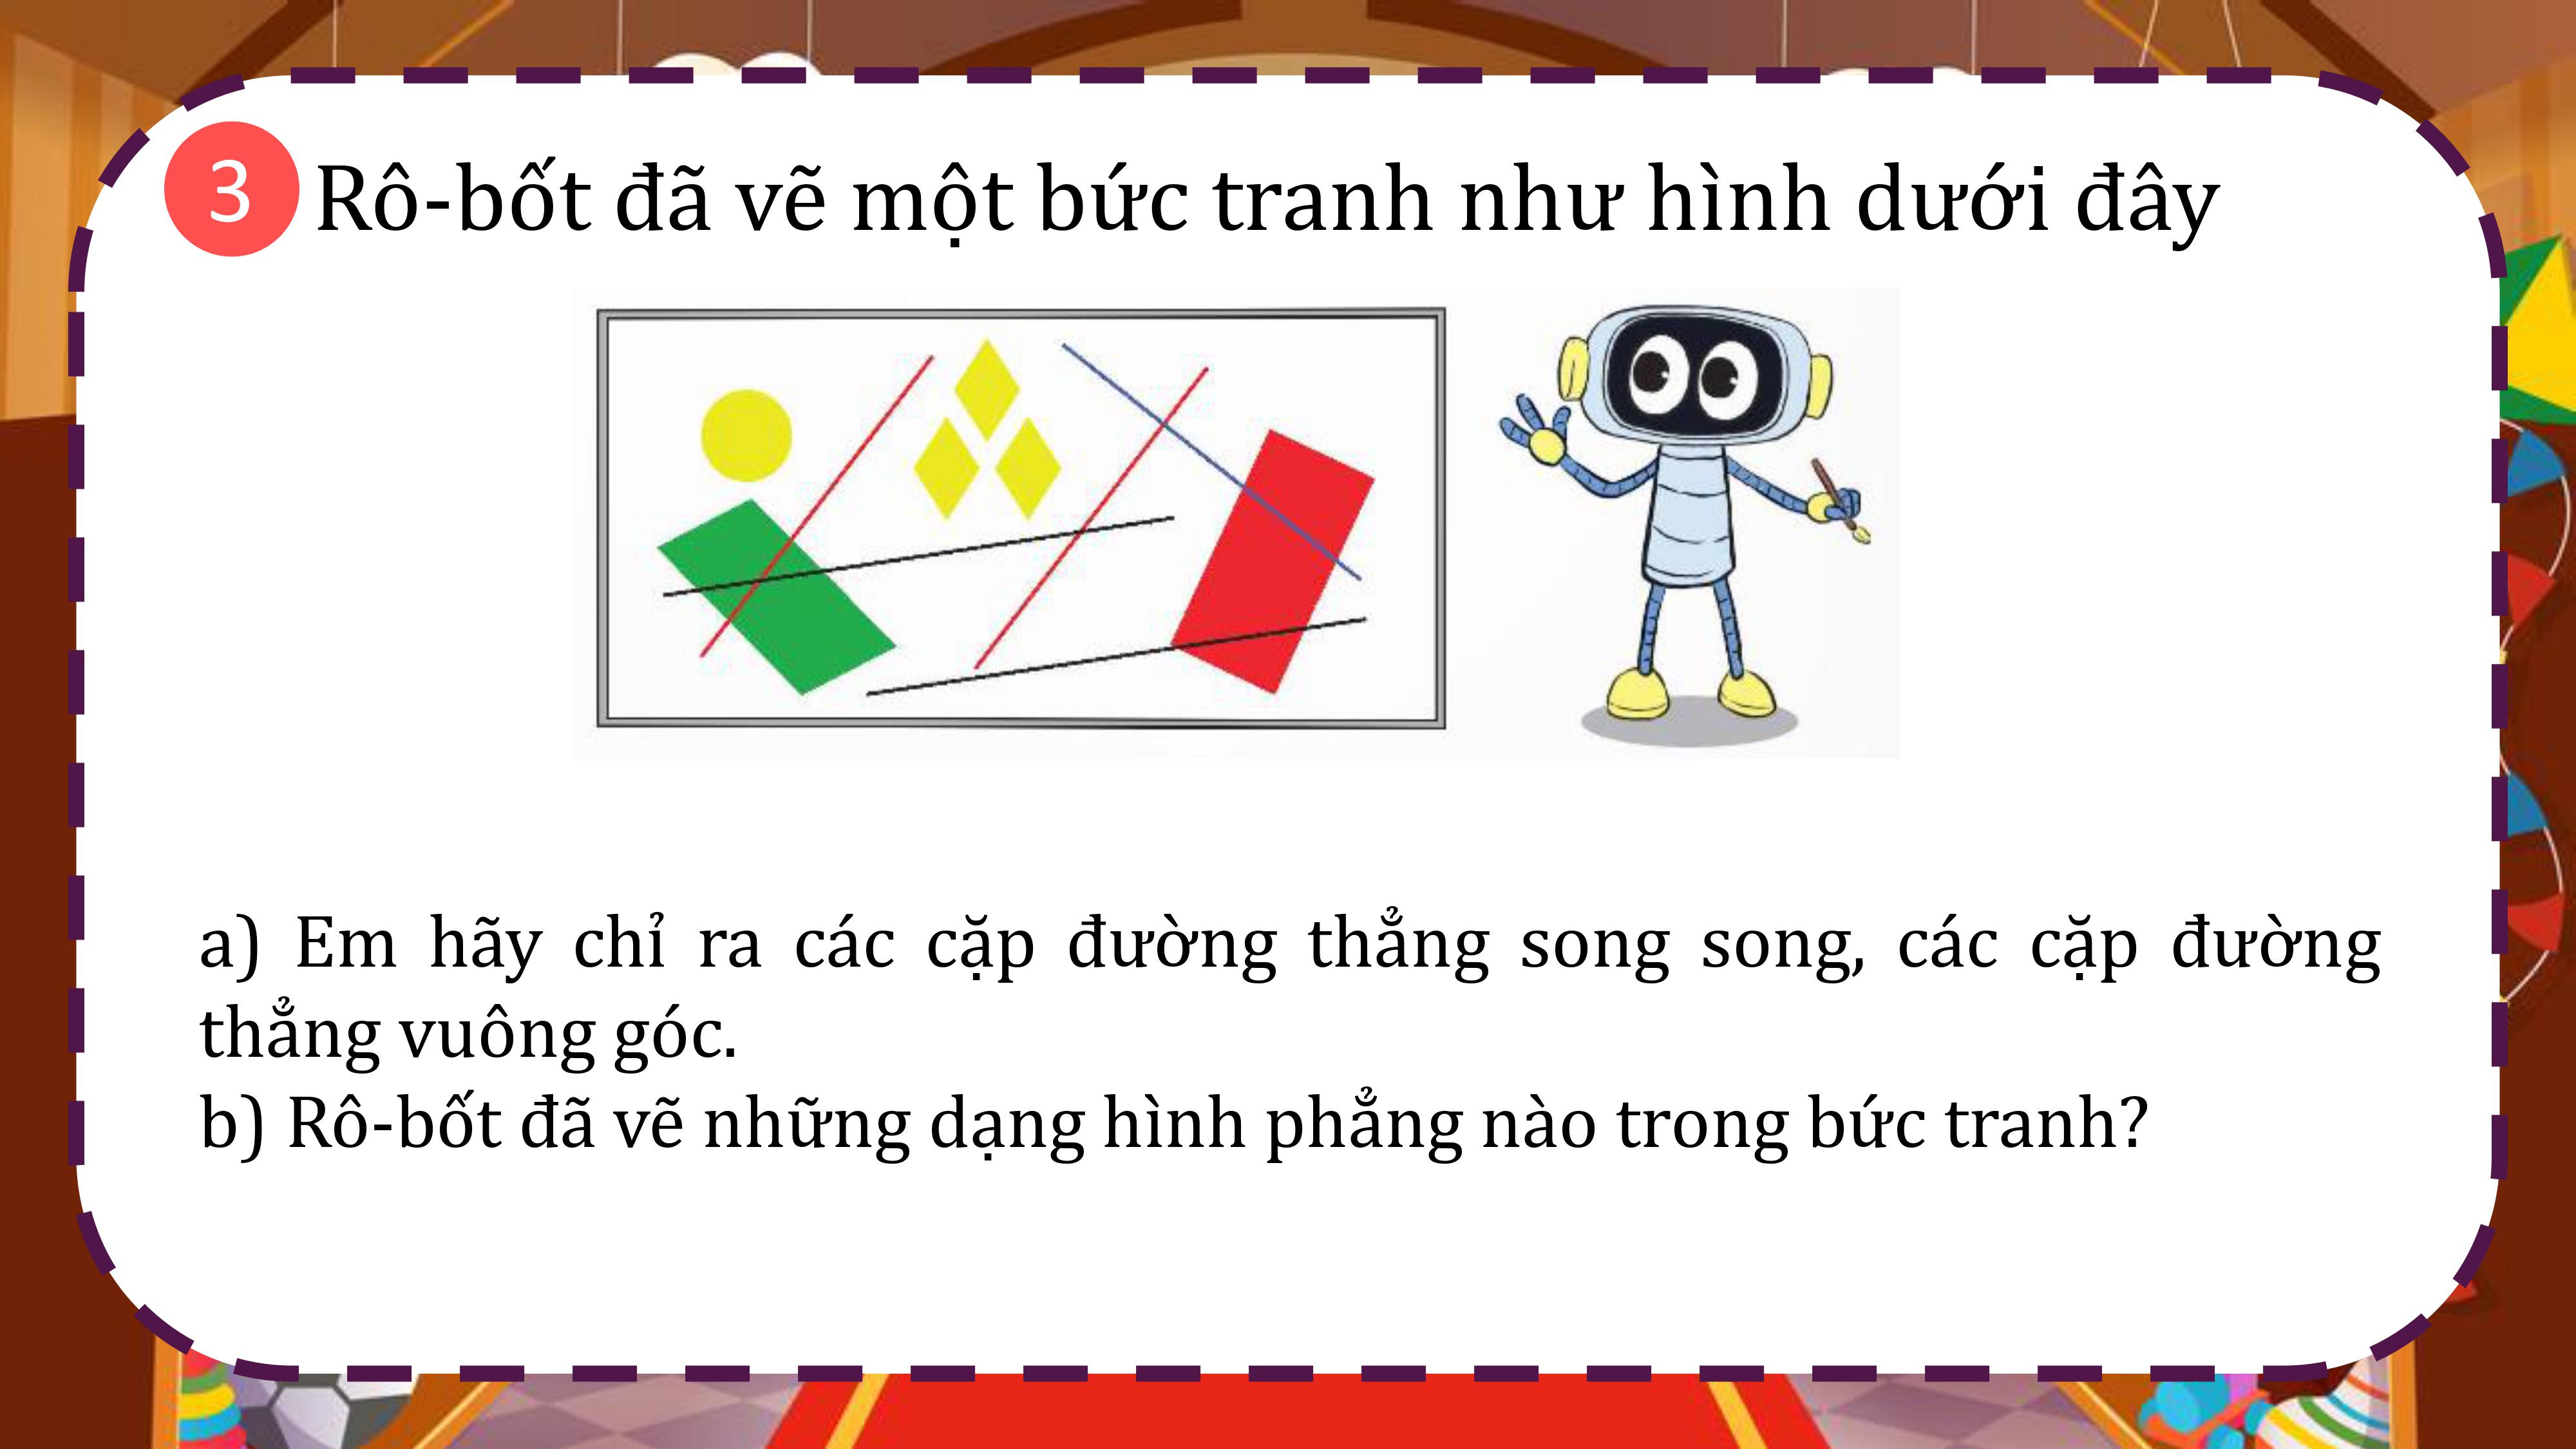 3 Rô-bốt đã vẽ một bức tranh như hình dưới đây
a) Em hãy chỉ ra các cặp đường thẳng song song, các cặp đường
thẳng vuông góc.
b) Rô-bốt đã vẽ những dạng hình phẳng nào trong bức tranh?